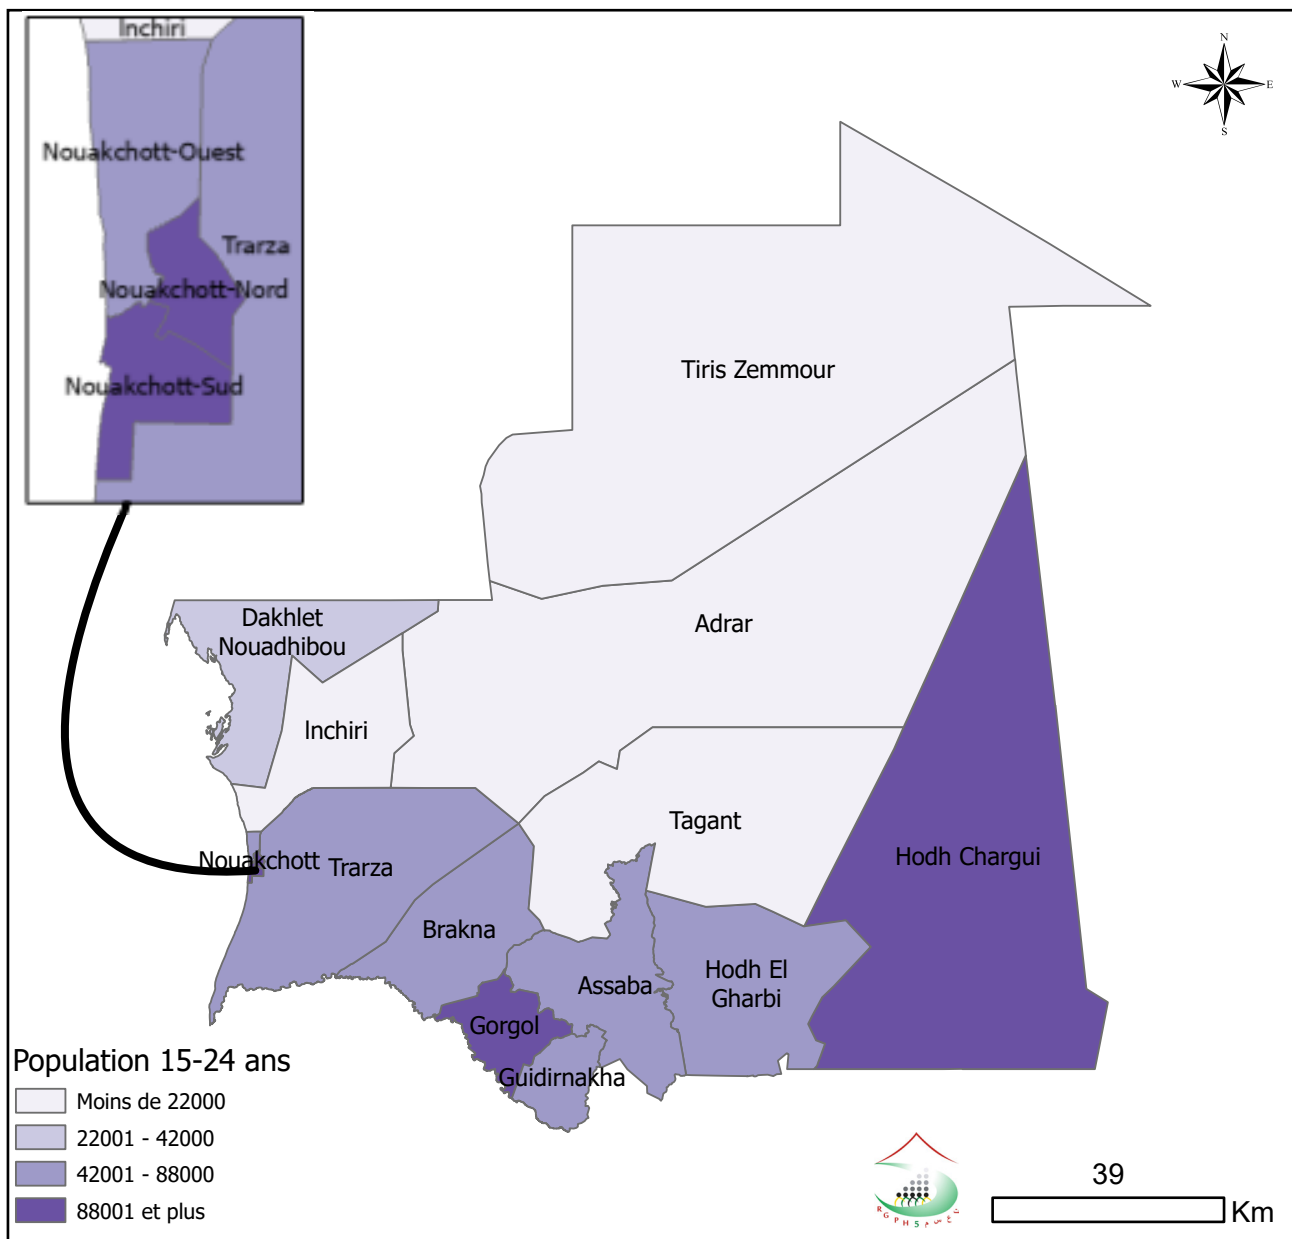 Inchiri
Nouakchott-Ouest
Trarza
Nouakchott-Nord
Nouakchott-Sud
N
W
E
S
Tiris Zemmour
Dakhlet
Nouadhibou
Adrar
Inchiri
Tagant
Nouakchott
Trarza
Hodh Chargui
Brakna
Hodh El
Gharbi
Assaba
Gorgol
Guidirnakha
Population 15-24 ans
Moins de 22000
22001 - 42000
42001 - 88000
88001 et plus
RGPH5
39
Km